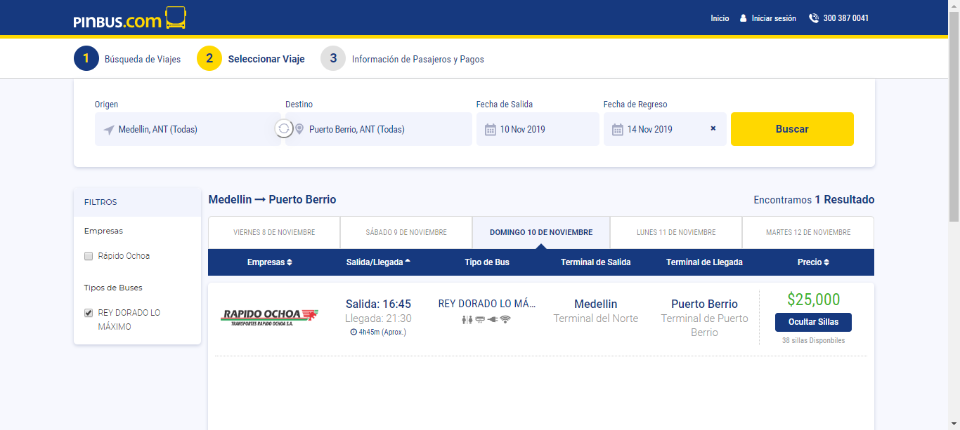 PINBUS.COM
Inicio Iniciar sesión 300 387 0041
1 Búsqueda de Viajes 2 Seleccionar Viaje 3 Información de Pasajeros y Pagos
Origen Destino Fecha de Salida Fecha de Regreso
Medellin, ANT (Todas) Puerto Berrio, ANT (Todas) 10 Nov 2019 14 Nov 2019 × Buscar
FILTROS
Empresas
Rápido Ochoa
Tipos de Buses
REY DORADO LO
MÁXIMO
Medellin → Puerto Berrio Encontramos 1 Resultado
VIERNES 8 DE NOVIEMBRE SÁBADO 9 DE NOVIEMBRE DOMINGO 10 DE NOVIEMBRE LUNES 11 DE NOVIEMBRE MARTES 12 DE NOVIEMBRE
Empresas Salida/Llegada Tipo de Bus Terminal de Salida Terminal de Llegada Precio
RAPIDO OCHOA
TRANSPORTES RAPIDO OCHOA S.A.
Salida: 16:45
Llegada: 21:30
4h45m (Aprox.)
REY DORADO LO MÁ...
Medellin
Terminal del Norte
Puerto Berrio
Terminal de Puerto
Berrio
$25,000
Ocultar Sillas
38 sillas Disponbiles